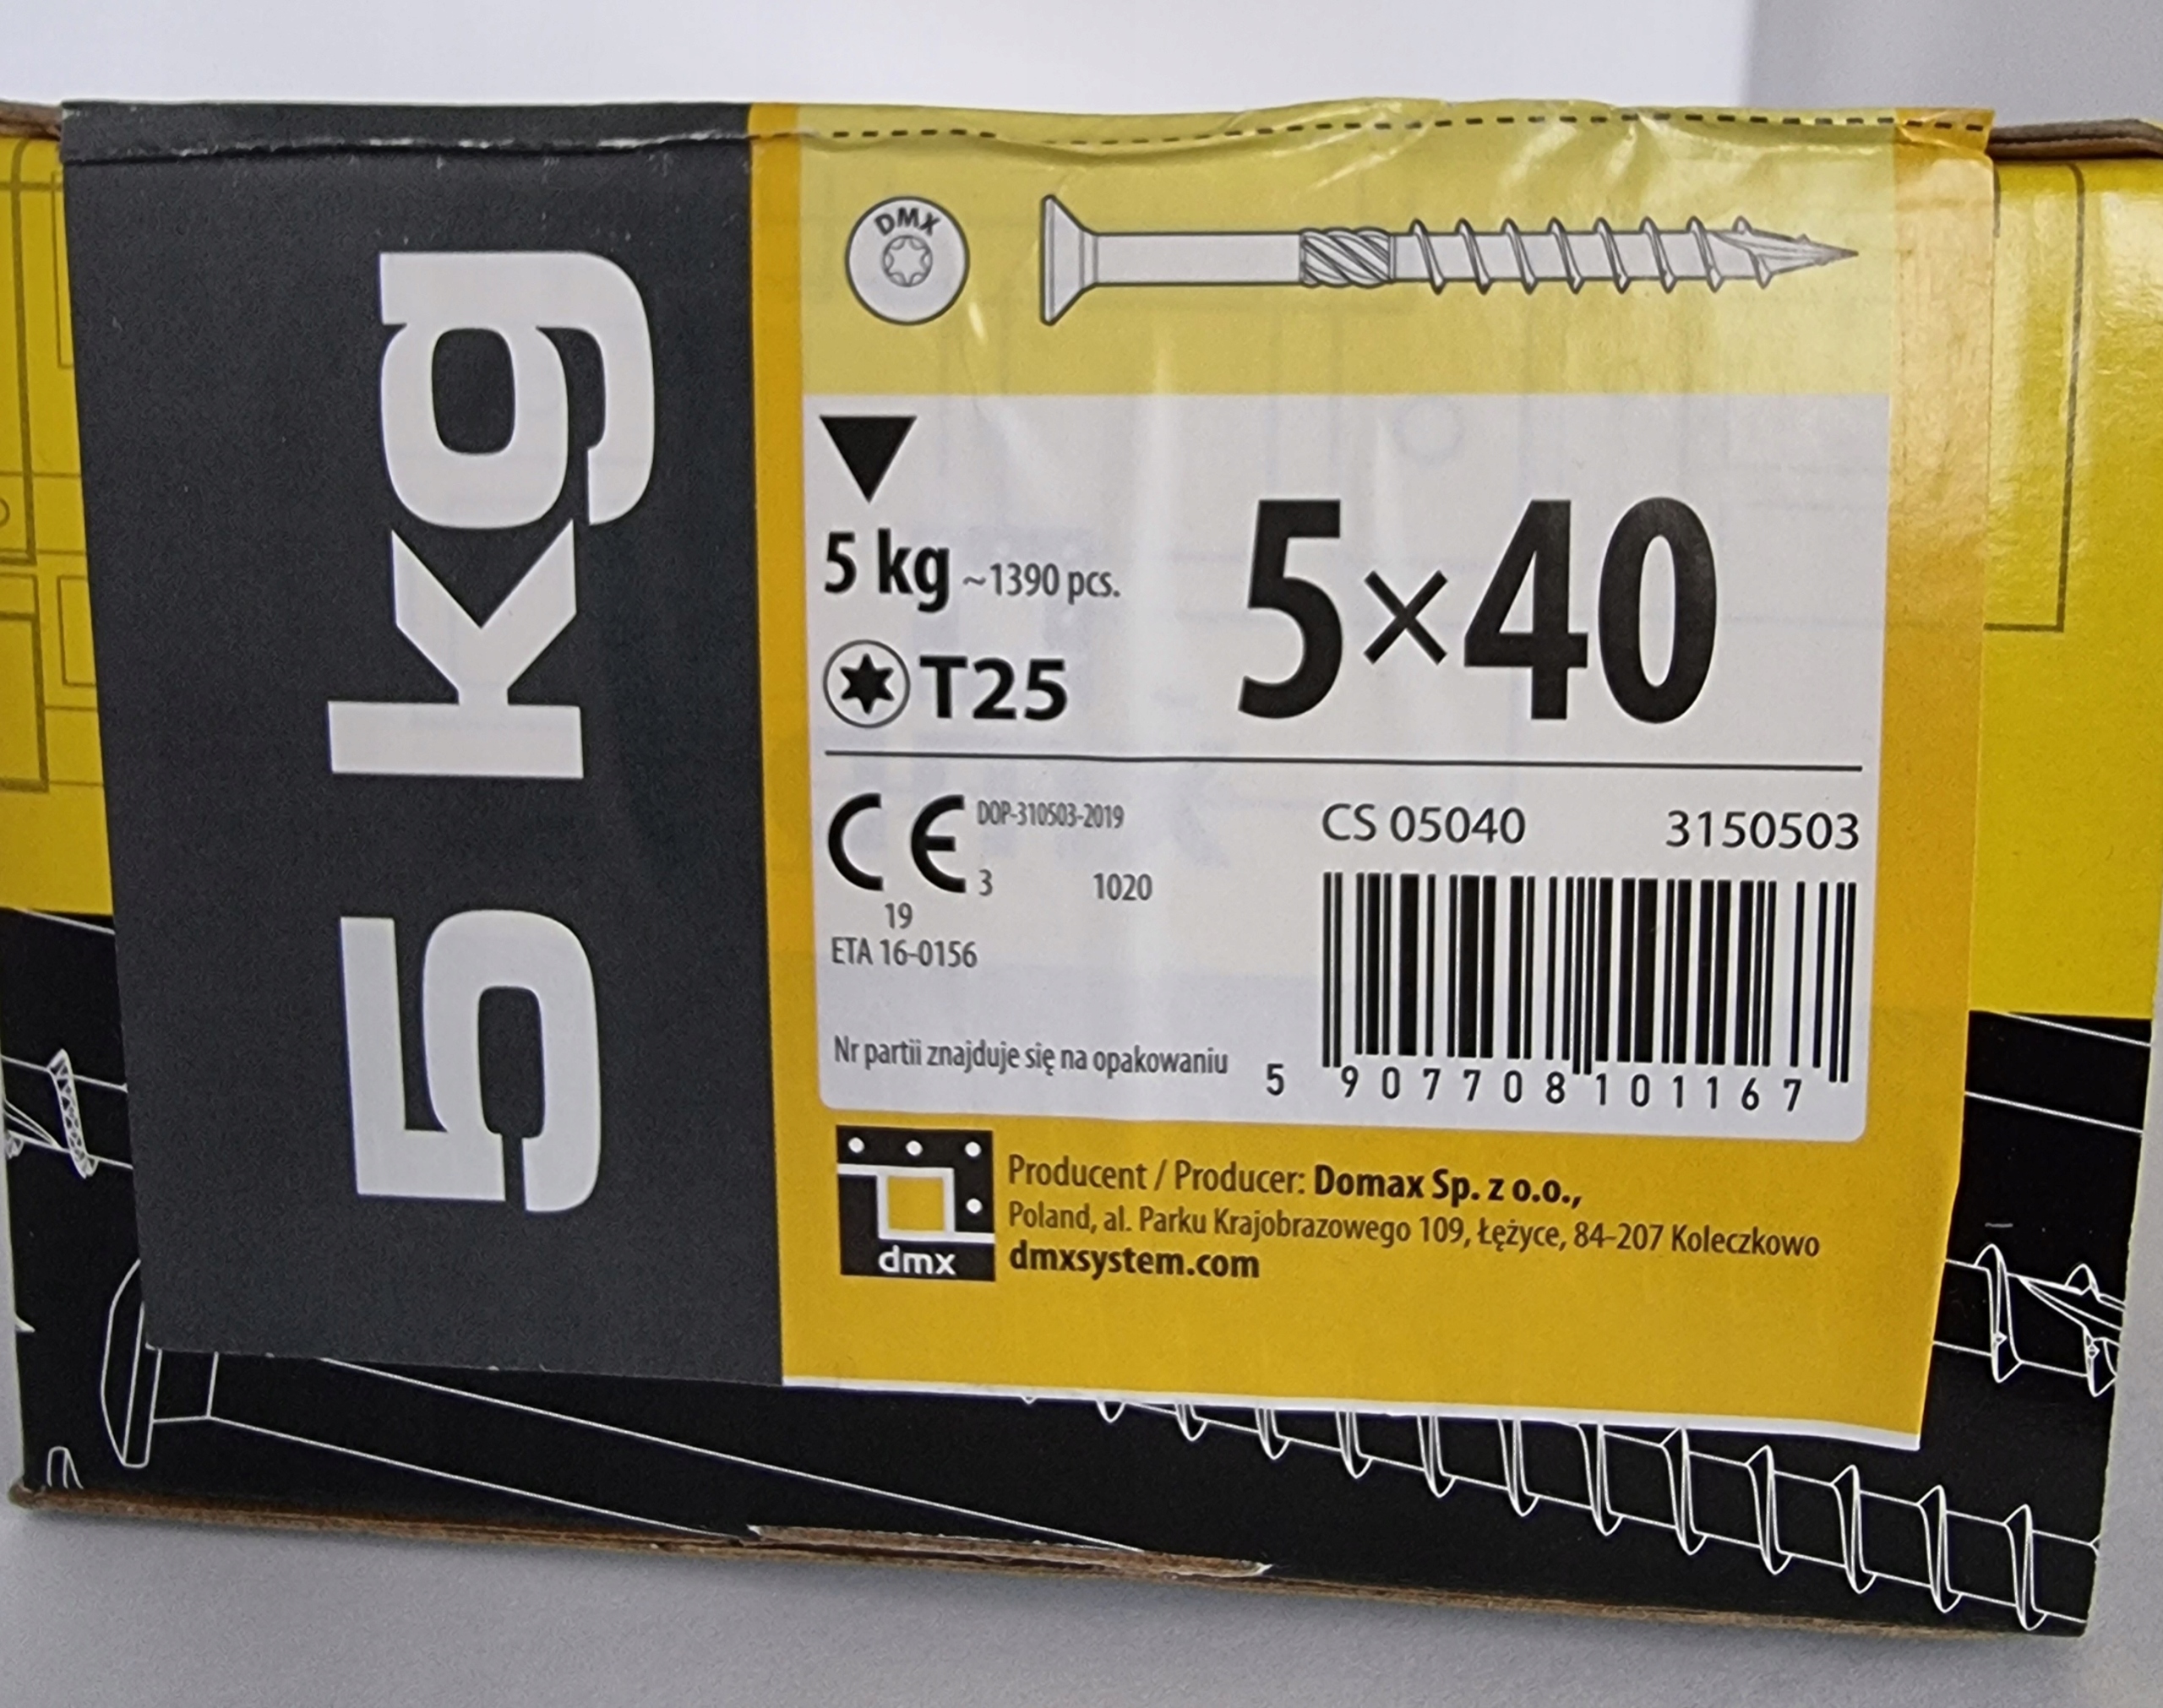 5 kg
DMX
5 kg ~1390 pcs.
5×40
T25
CE DOP-310503-2019
3 1020
19
ETA 16-0156
CS 05040 3150503
Nr partii znajduje się na opakowaniu
5 907708 101167
dmx
Producent / Producer: Domax Sp. z o.o.,
Poland, al. Parku Krajobrazowego 109, Łężyce, 84-207 Koleczkowo
dmxsystem.com